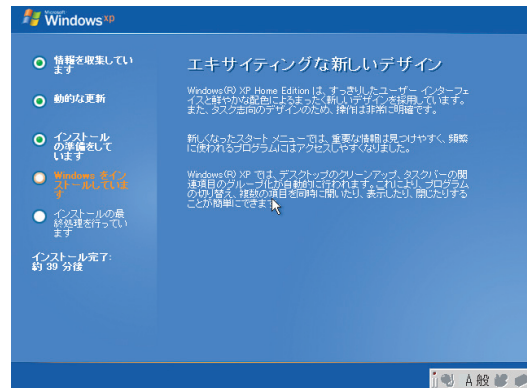 Microsoft
Windows xp
情報を収集してい
ます
動的な更新
インストール
の準備をして
います
Windows をイン
ストールしていま
す
インストールの最
終処理を行ってい
ます
インストール完了:
約 39 分後
エキサイティングな新しいデザイン
Windows(R) XP Home Edition は、すっきりしたユーザー インターフェ
イスと鮮やかな配色によるまったく新しいデザインを採用しています。
また、タスク志向のデザインのため、操作は非常に明確です。
新しくなったスタート メニューでは、重要な情報は見つけやすく、頻繁
に使われるプログラムにはアクセスしやすくなりました。
Windows(R) XP では、デスクトップのクリーンアップ、タスクバーの関
連項目のグループ化が自動的に行われます。これにより、プログラム
の切り替え、複数の項目を同時に開いたり、表示したり、閉じたりする
ことが簡単にできます
A 般